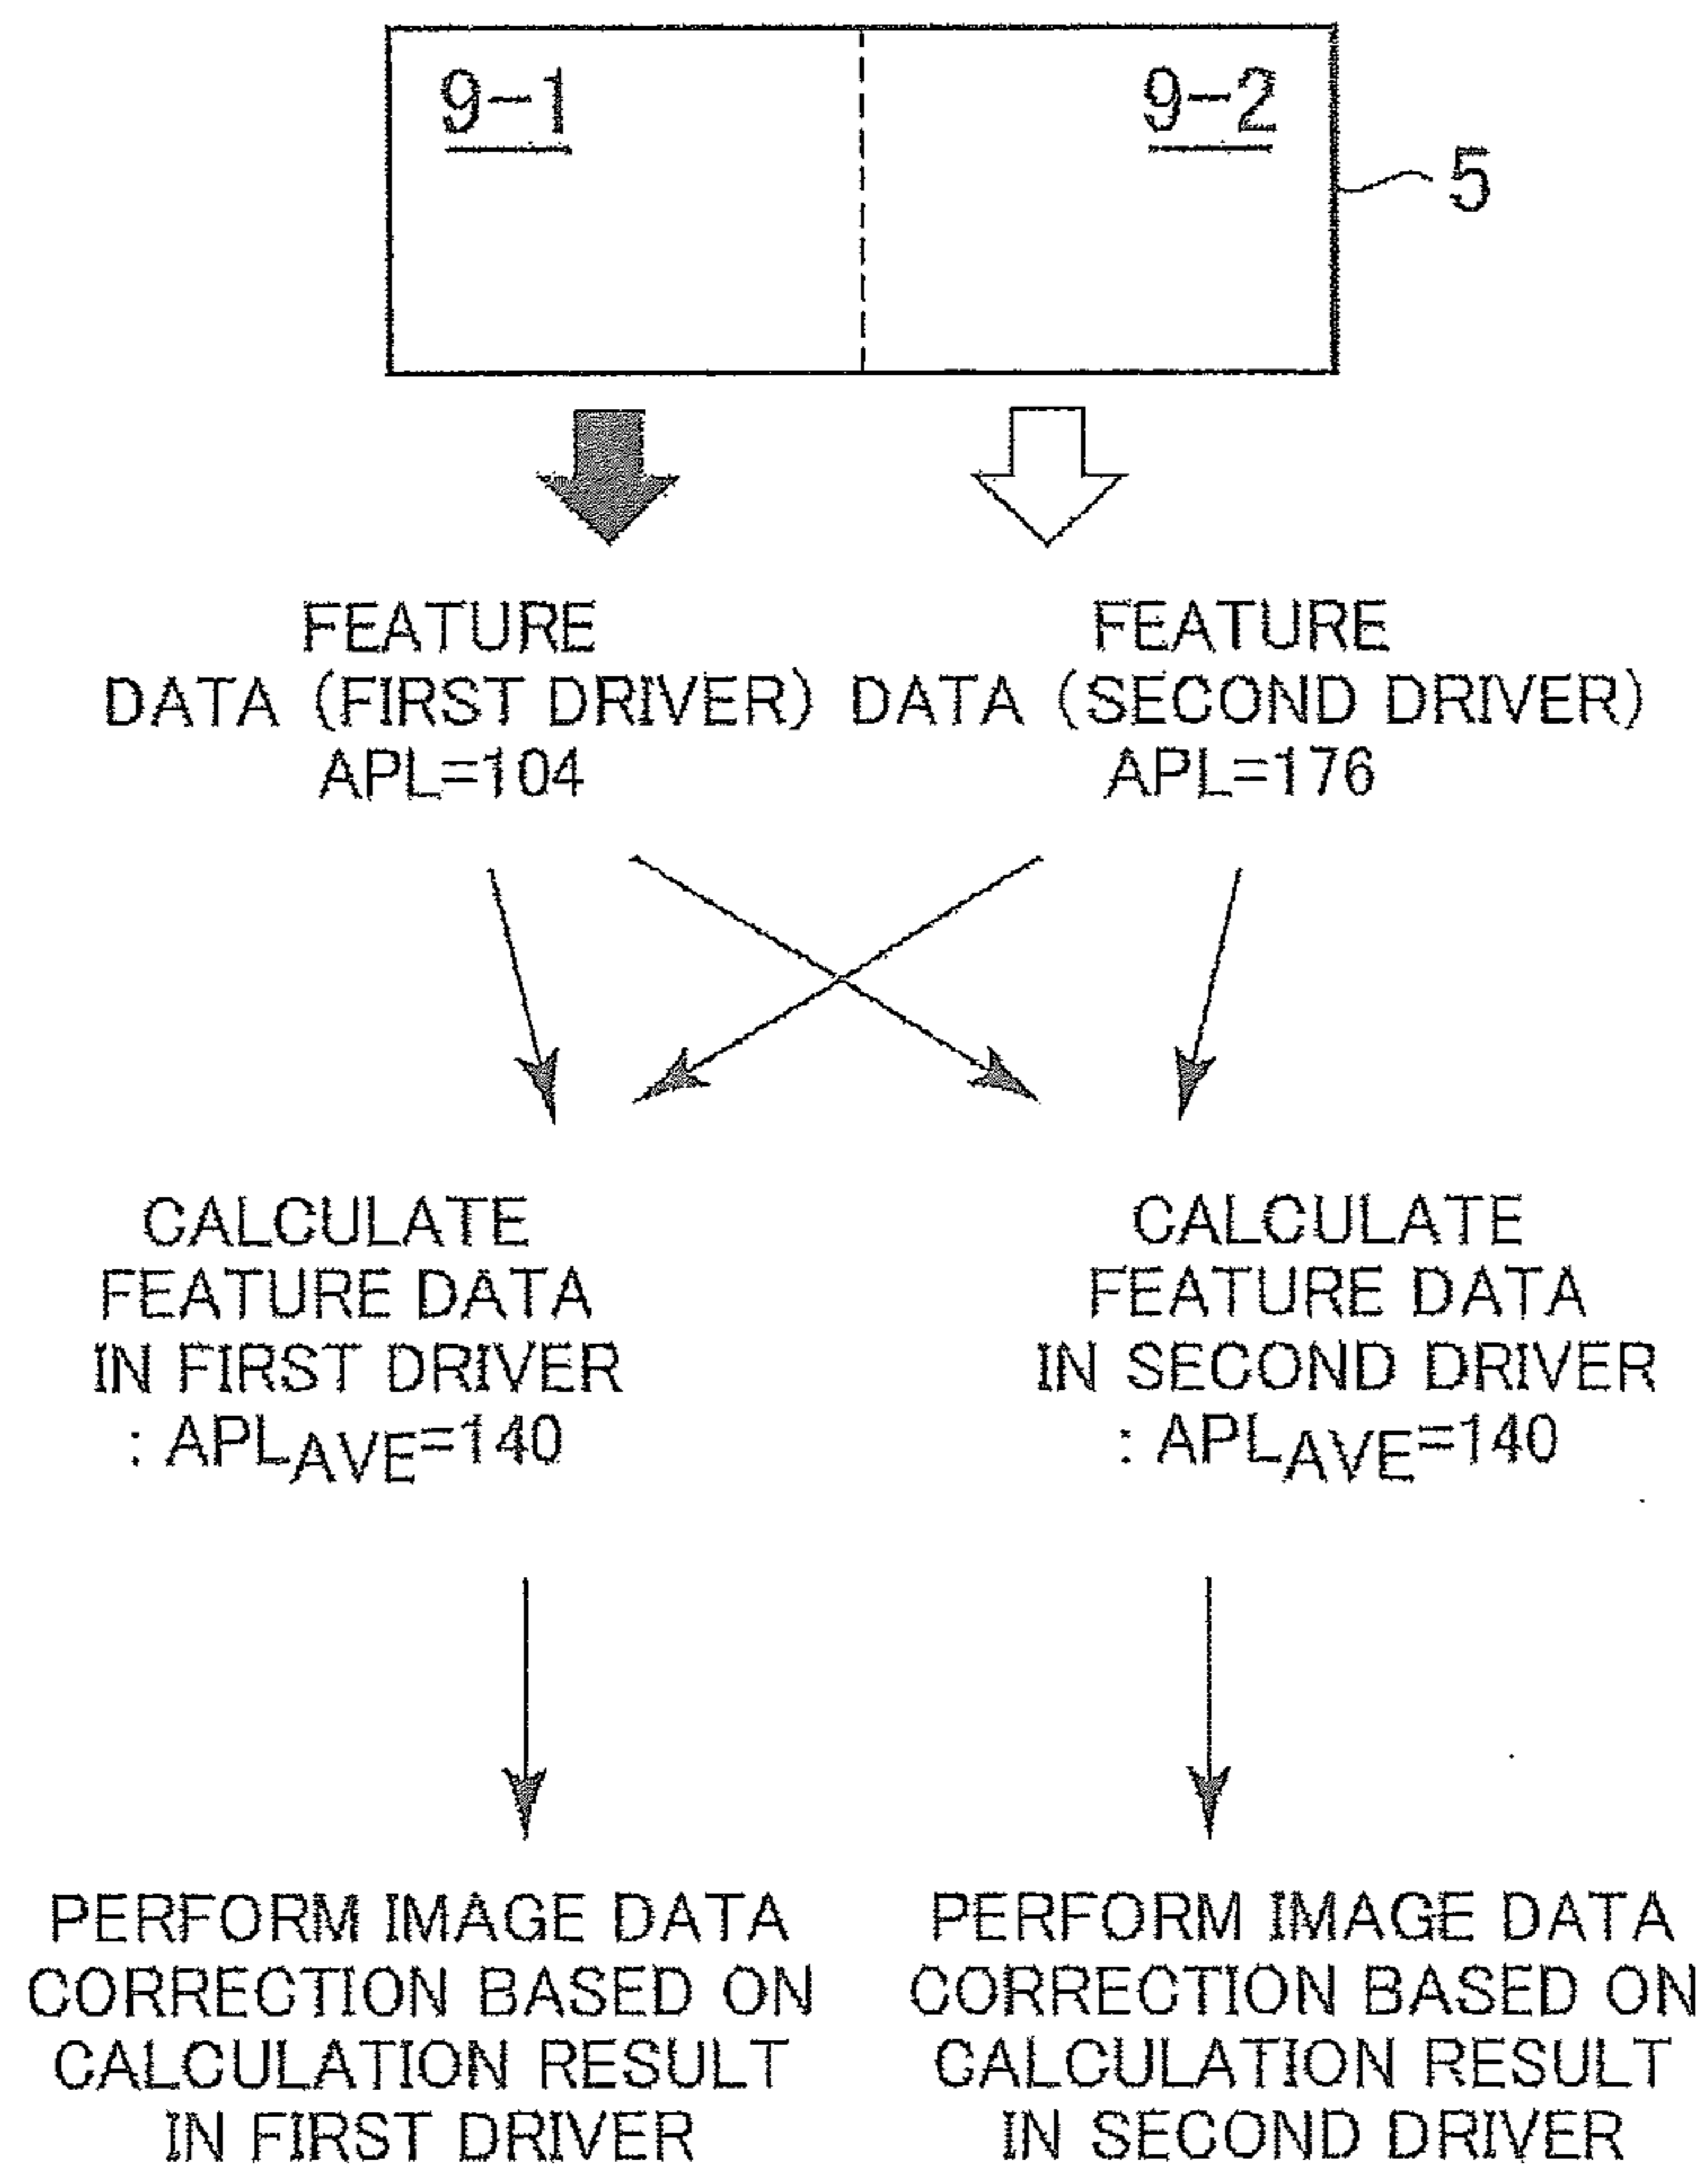 9-1
9-2
5
FEATURE
DATA (FIRST DRIVER)
APL=104
FEATURE
DATA (SECOND DRIVER)
APL=176
CALCULATE
FEATURE DATA
IN FIRST DRIVER
: APLAVE=140
CALCULATE
FEATURE DATA
IN SECOND DRIVER
: APLAVE=140
PERFORM IMAGE DATA
CORRECTION BASED ON
CALCULATION RESULT
IN FIRST DRIVER
PERFORM IMAGE DATA
CORRECTION BASED ON
CALCULATION RESULT
IN SECOND DRIVER